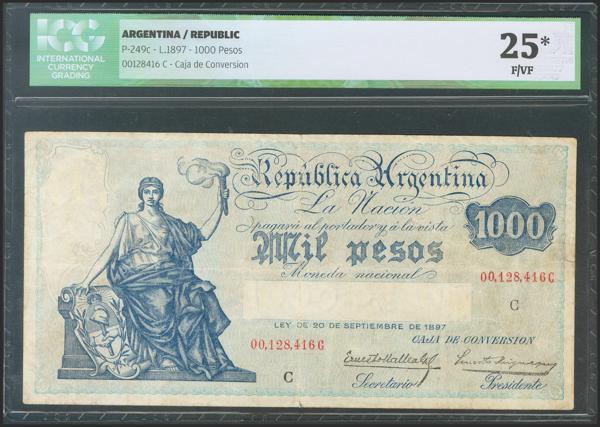 ICG
INTERNATIONAL
CURRENCY
GRADING
ARGENTINA / REPUBLIC
P-249c - L.1897 - 1000 Pesos
00128416 C - Caja de Conversion
25*
F/VF
República Argentina
La Nación
pagará al portador y á la vista
Mil pesos
1000
Moneda nacional
00,128,416 C
C
LEY DE 20 DE SEPTIEMBRE DE 1897
CAJA DE CONVERSION
00,128,416 C
C
Secretario
Presidente